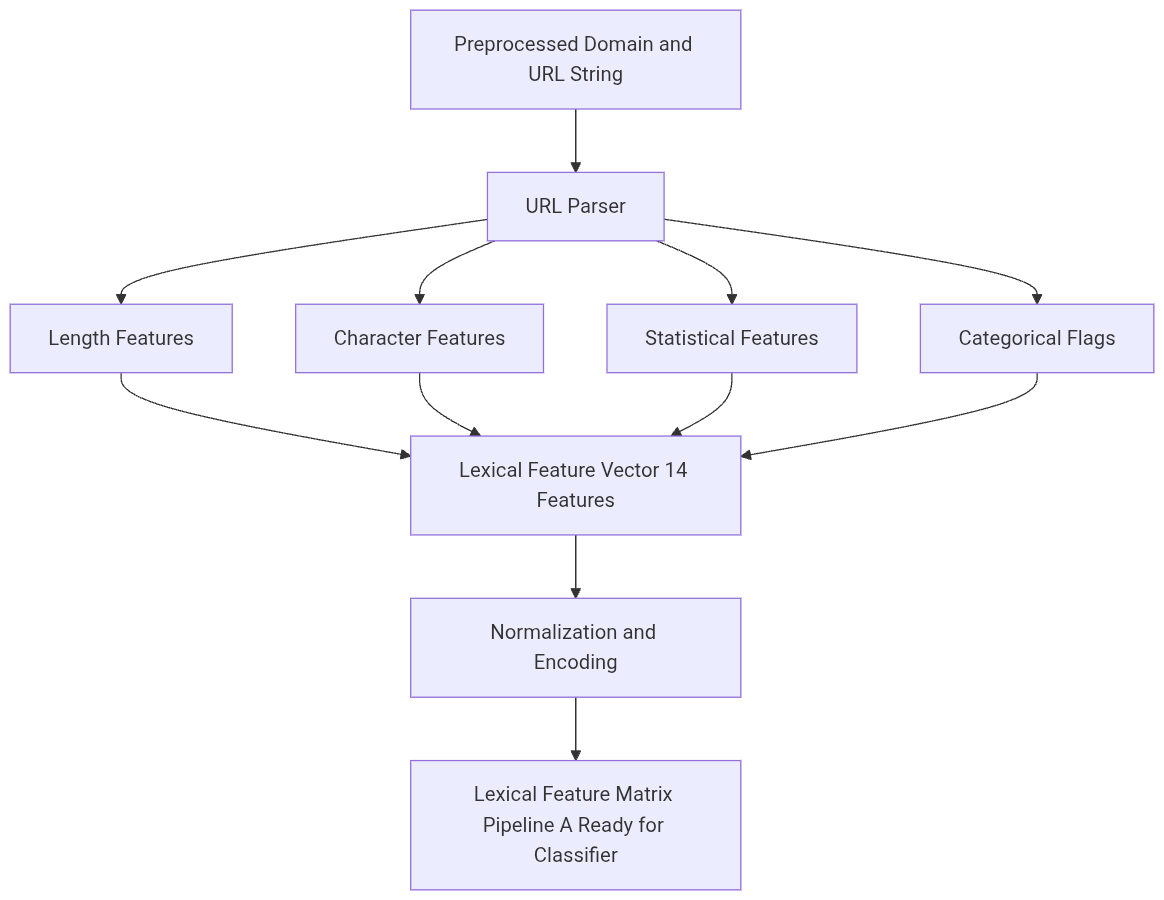 Preprocessed Domain and
URL String
URL Parser
Length Features
Character Features
Statistical Features
Categorical Flags
Lexical Feature Vector 14
Features
Normalization and
Encoding
Lexical Feature Matrix
Pipeline A Ready for
Classifier